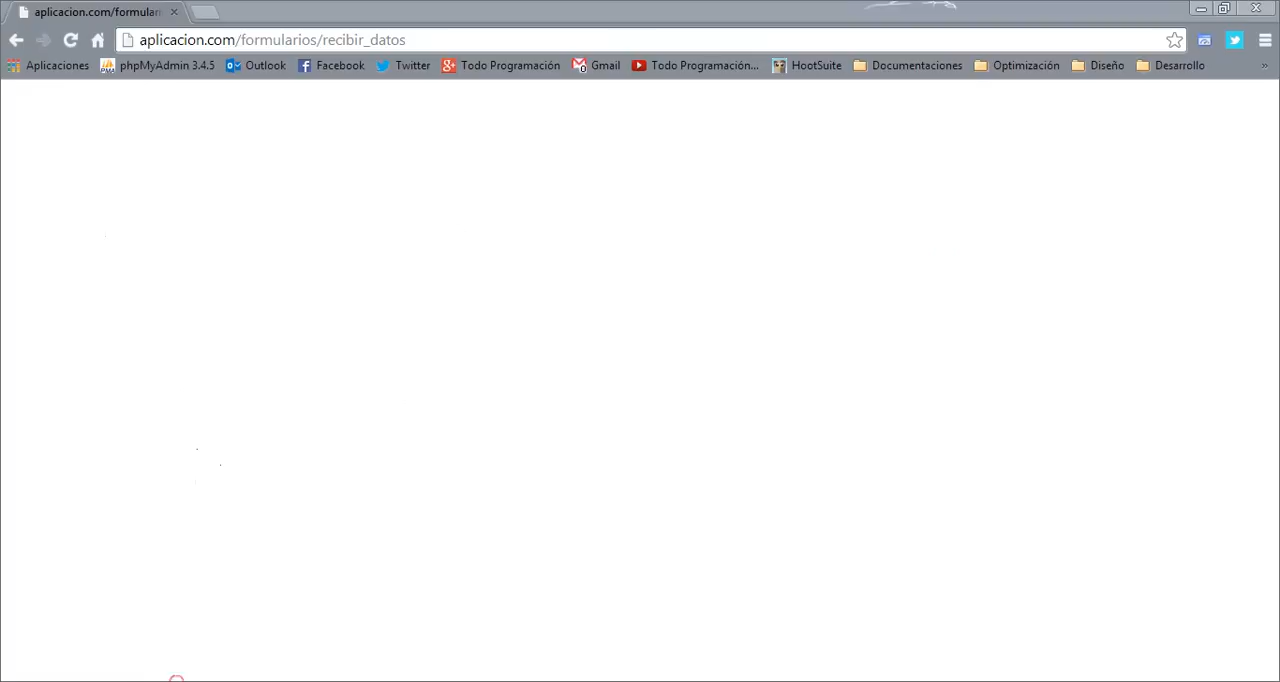 aplicacion.com/formular
aplicacion.com/formularios/recibir_datos
Aplicaciones phpMyAdmin 3.4.5 Outlook Facebook Twitter Todo Programación Gmail Todo Programación... HootSuite Documentaciones Optimización Diseño Desarrollo »